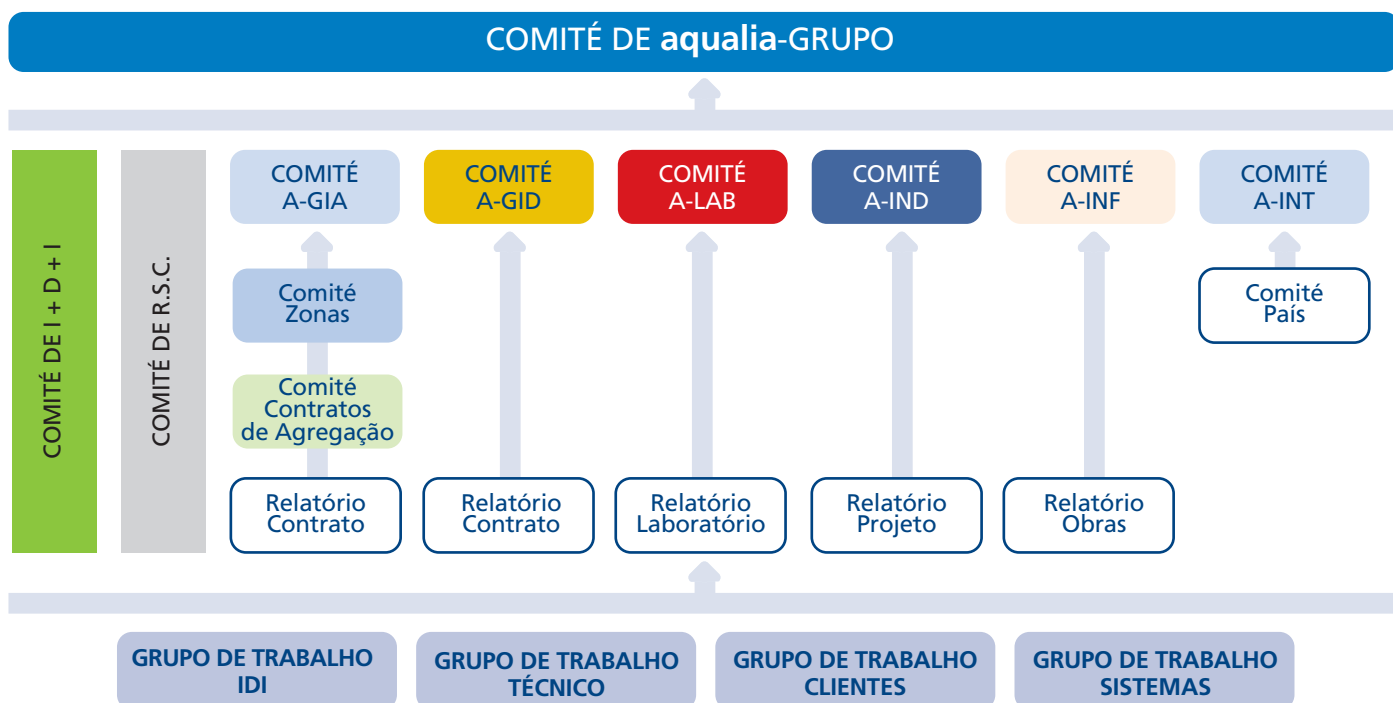 COMITÉ DE aqualia-GRUPO
COMITÉ DE I + D + I
COMITÉ DE R.S.C.
COMITÉ
A-GIA
COMITÉ
A-GID
COMITÉ
A-LAB
COMITÉ
A-IND
COMITÉ
A-INF
COMITÉ
A-INT
Comité
Zonas
Comité
País
Comité
Contratos
de Agregação
Relatório
Contrato
Relatório
Contrato
Relatório
Laboratório
Relatório
Projeto
Relatório
Obras
GRUPO DE TRABALHO
IDI
GRUPO DE TRABALHO
TÉCNICO
GRUPO DE TRABALHO
CLIENTES
GRUPO DE TRABALHO
SISTEMAS